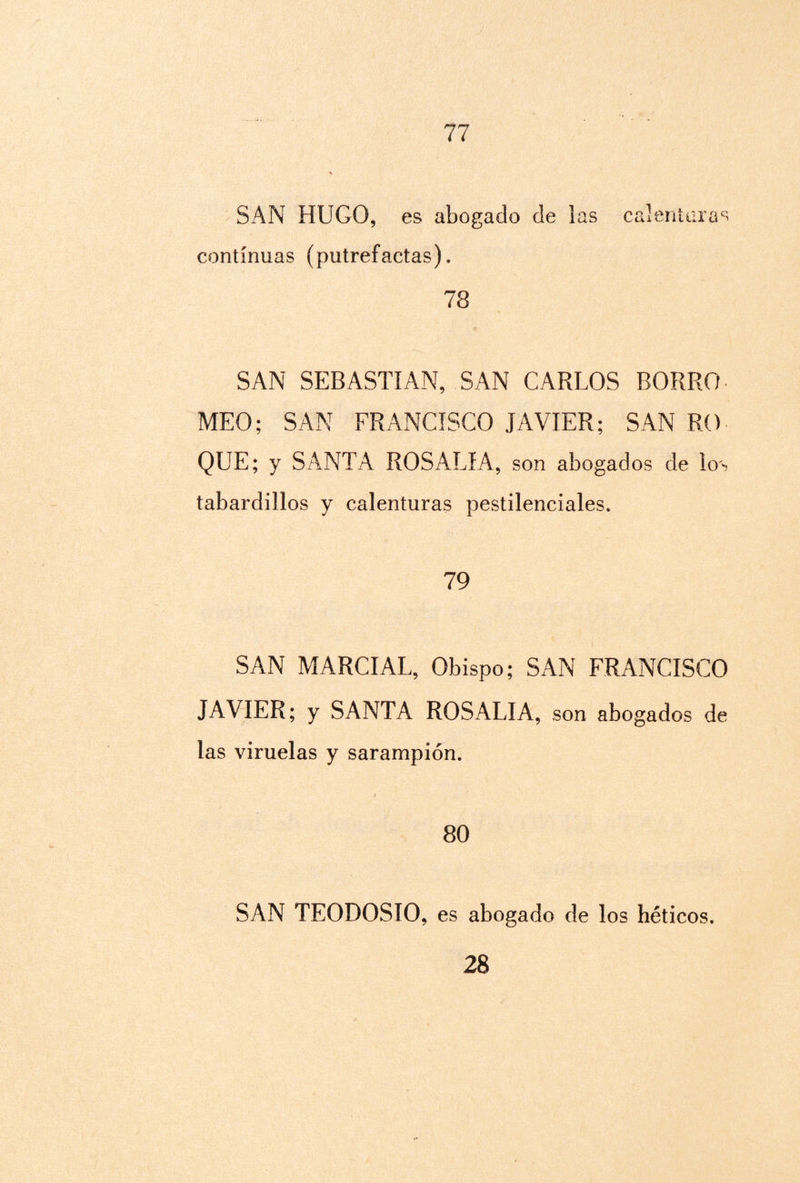 77
SAN HUGO, es abogado de las calenturas
contínuas (putrefactas).
78
SAN SEBASTIAN, SAN CARLOS BORRO-
MEO; SAN FRANCISCO JAVIER; SAN RO-
QUE; y SANTA ROSALIA, son abogados de los
tabardillos y calenturas pestilenciales.
79
SAN MARCIAL, Obispo; SAN FRANCISCO
JAVIER; y SANTA ROSALIA, son abogados de
las viruelas y sarampión.
80
SAN TEODOSIO, es abogado de los héticos.
28